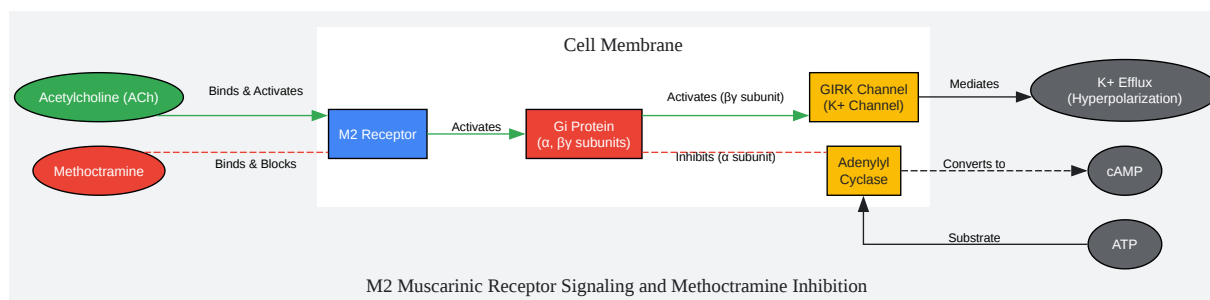 Cell Membrane
Acetylcholine (ACh)
Binds & Activates
M2 Receptor
Activates
Gi Protein
(α, βγ subunits)
Activates (βγ subunit)
GIRK Channel
(K+ Channel)
Mediates
K+ Efflux
(Hyperpolarization)
Methoctramine
Binds & Blocks
Inhibits (α subunit)
Adenylyl
Cyclase
Converts to
cAMP
Substrate
ATP
M2 Muscarinic Receptor Signaling and Methoctramine Inhibition